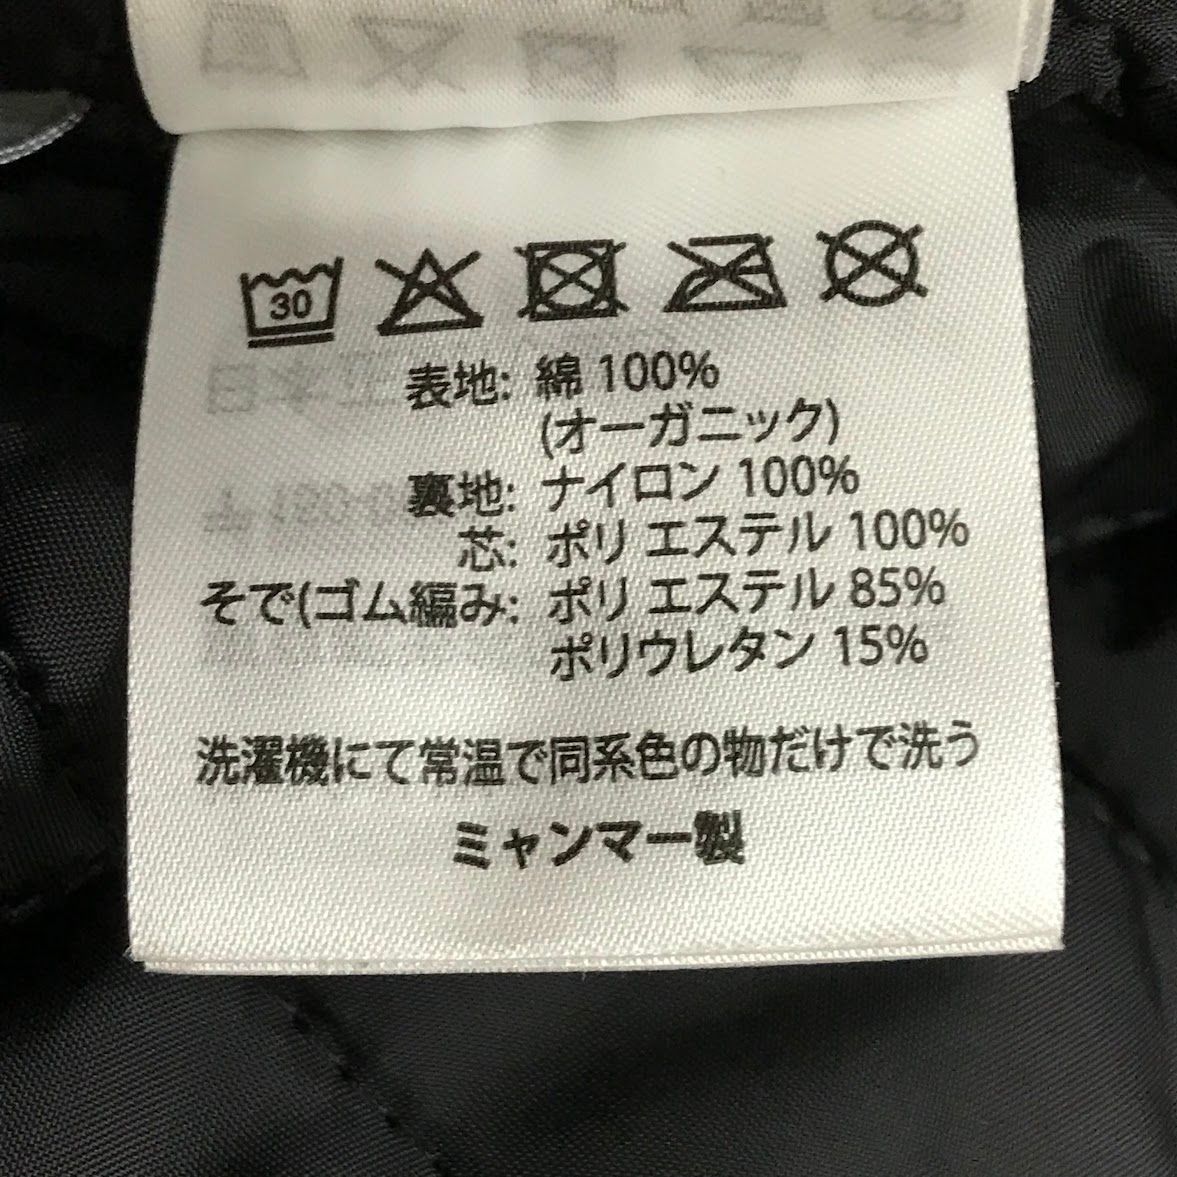 30
表地: 綿 100%
(オーガニック)
裏地: ナイロン 100%
芯: ポリ エステル 100%
そで(ゴム編み: ポリ エステル 85%
ポリウレタン 15%
洗濯機にて常温で同系色の物だけで洗う
ミャンマー製